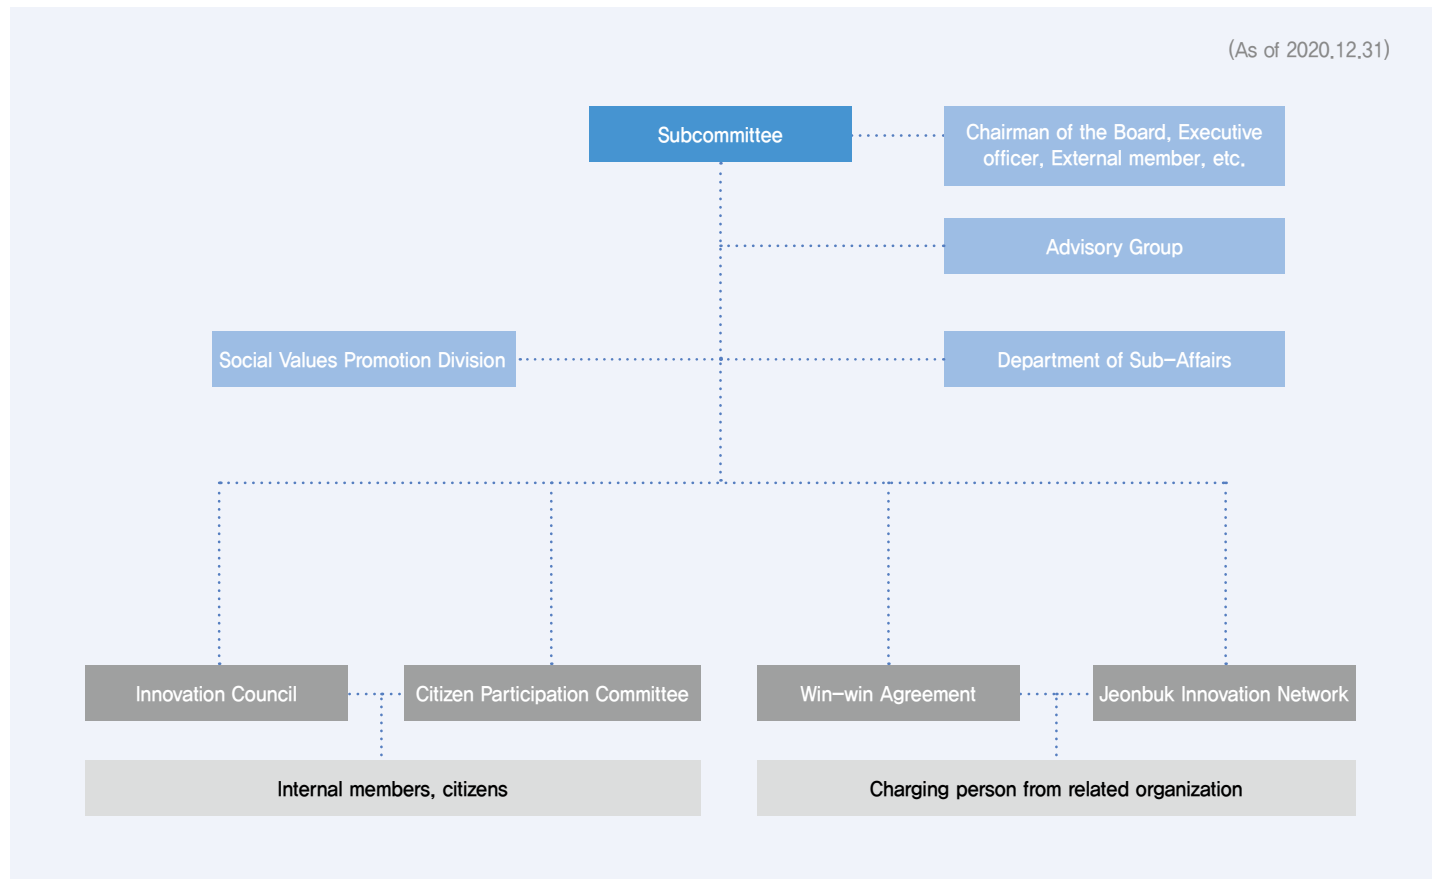 (As of 2020.12.31)
Subcommittee
Chairman of the Board, Executive
officer, External member, etc.
Advisory Group
Social Values Promotion Division
Department of Sub-Affairs
Innovation Council
Citizen Participation Committee
Win-win Agreement
Jeonbuk Innovation Network
Internal members, citizens
Charging person from related organization